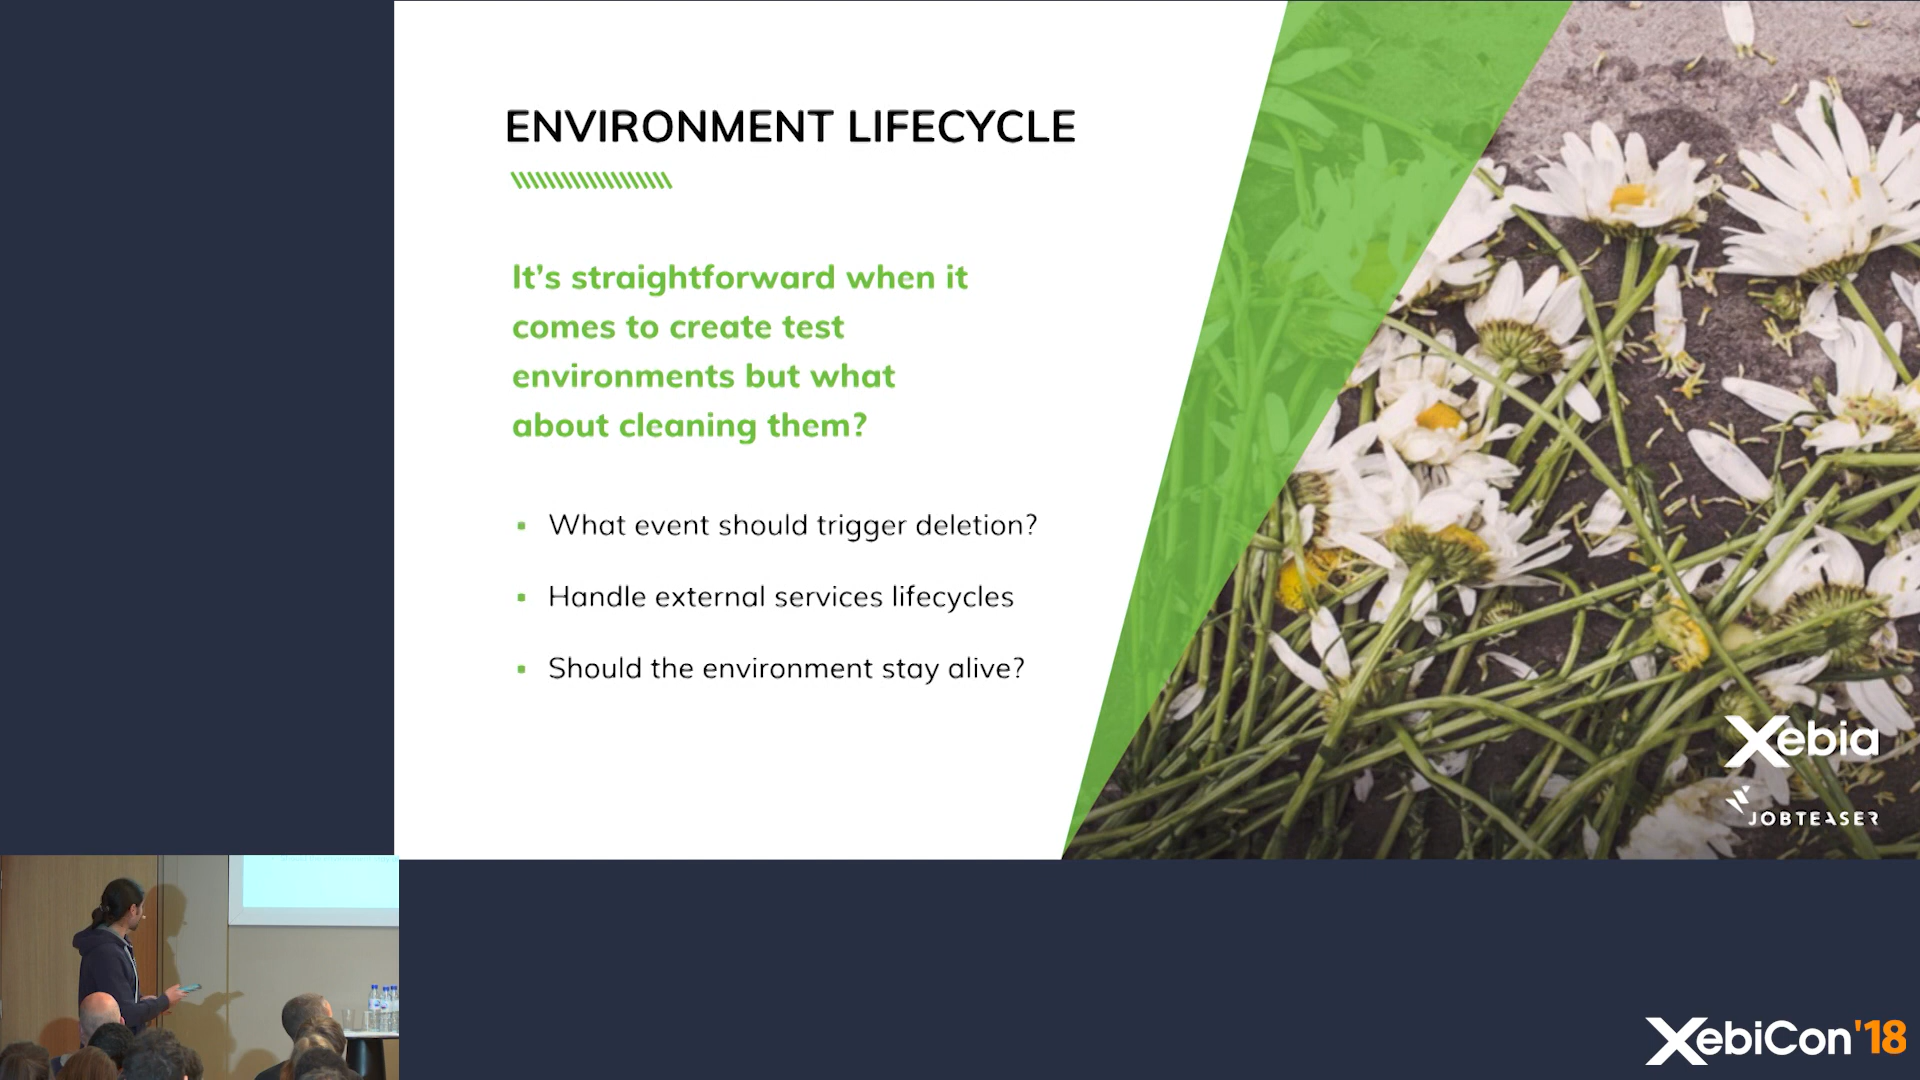 ENVIRONMENT LIFECYCLE
It's straightforward when it
comes to create test
environments but what
about cleaning them?
What event should trigger deletion?
Handle external services lifecycles
Should the environment stay alive?
Xebia
JOBTEASER
XebiCon'18